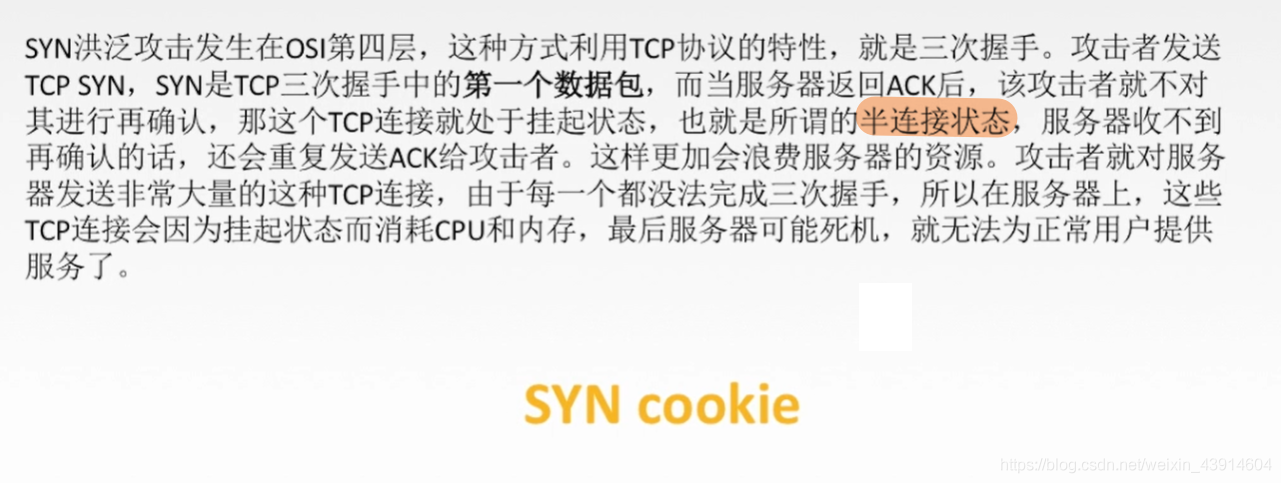 SYN洪泛攻击发生在OSI第四层，这种方式利用TCP协议的特性，就是三次握手。攻击者发送
TCP SYN，SYN是TCP三次握手中的第一个数据包，而当服务器返回ACK后，该攻击者就不对
其进行再确认，那这个TCP连接就处于挂起状态，也就是所谓的半连接状态，服务器收不到
再确认的话，还会重复发送ACK给攻击者。这样更加会浪费服务器的资源。攻击者就对服务
器发送非常大量的这种TCP连接，由于每一个都没法完成三次握手，所以在服务器上，这些
TCP连接会因为挂起状态而消耗CPU和内存，最后服务器可能死机，就无法为正常用户提供
服务了。
SYN cookie
https://blog.csdn.net/weixin_43914604